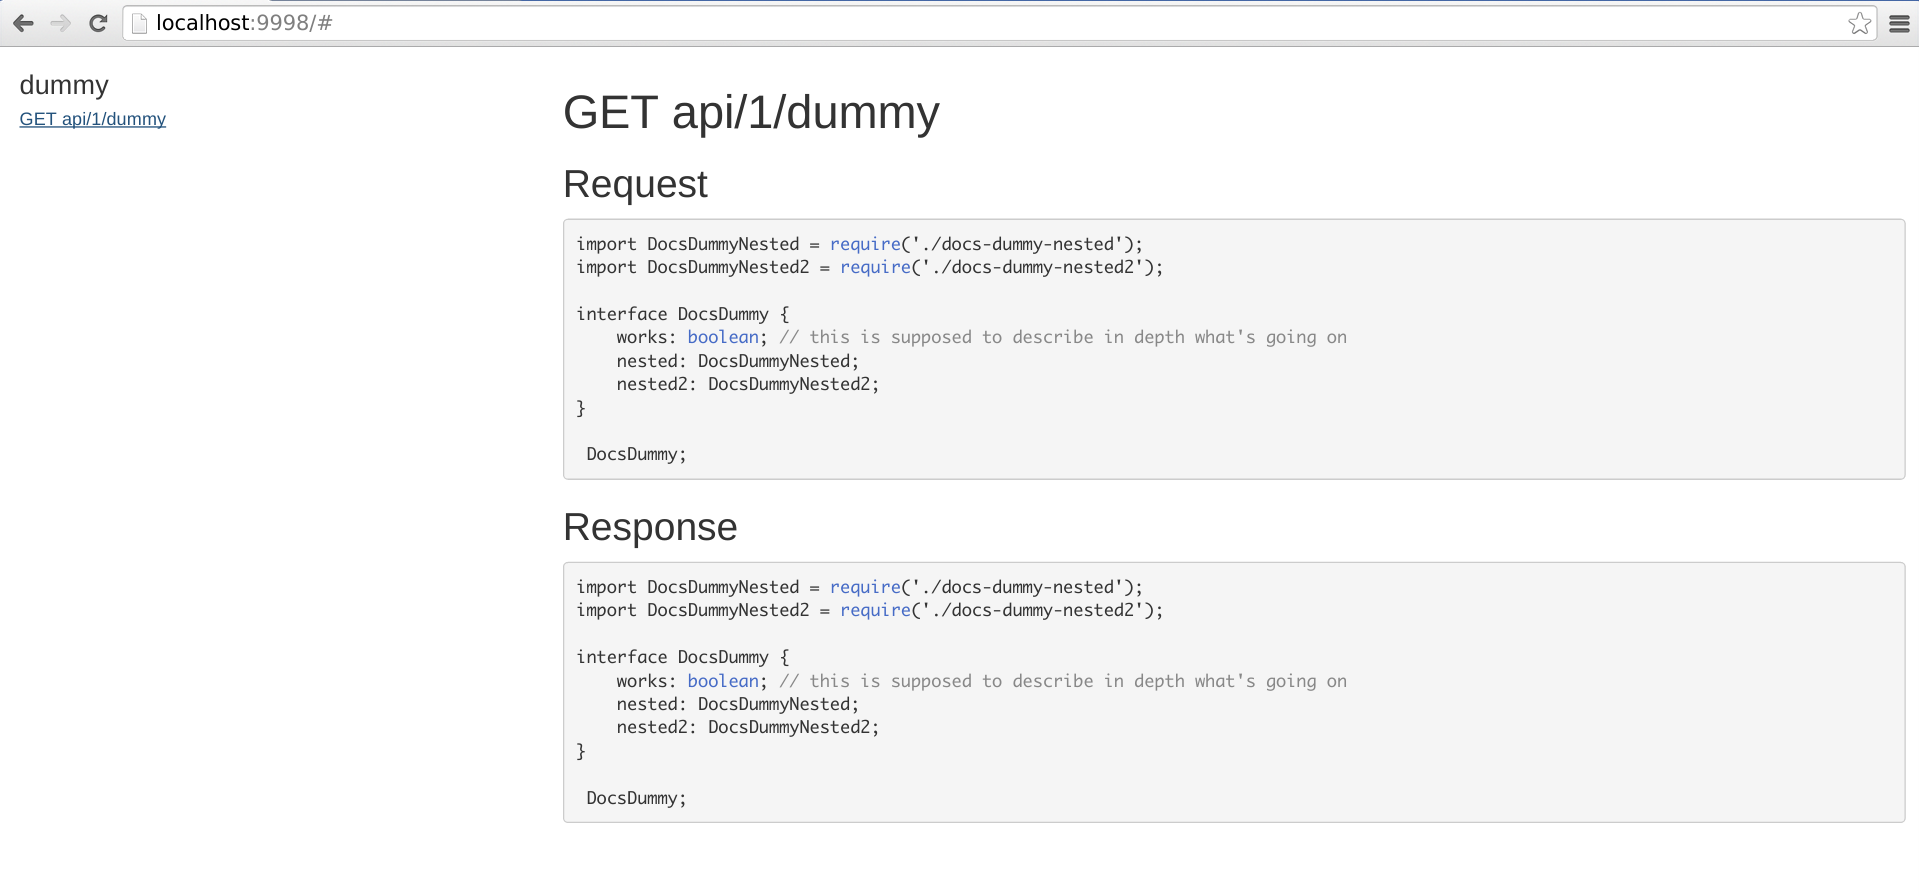 localhost:9998/#
dummy
GET api/1/dummy
GET api/1/dummy
Request
import DocsDummyNested = require('./docs-dummy-nested');
import DocsDummyNested2 = require('./docs-dummy-nested2');
interface DocsDummy {
    works: boolean; // this is supposed to describe in depth what's going on
    nested: DocsDummyNested;
    nested2: DocsDummyNested2;
}
 DocsDummy;
Response
import DocsDummyNested = require('./docs-dummy-nested');
import DocsDummyNested2 = require('./docs-dummy-nested2');
interface DocsDummy {
    works: boolean; // this is supposed to describe in depth what's going on
    nested: DocsDummyNested;
    nested2: DocsDummyNested2;
}
 DocsDummy;